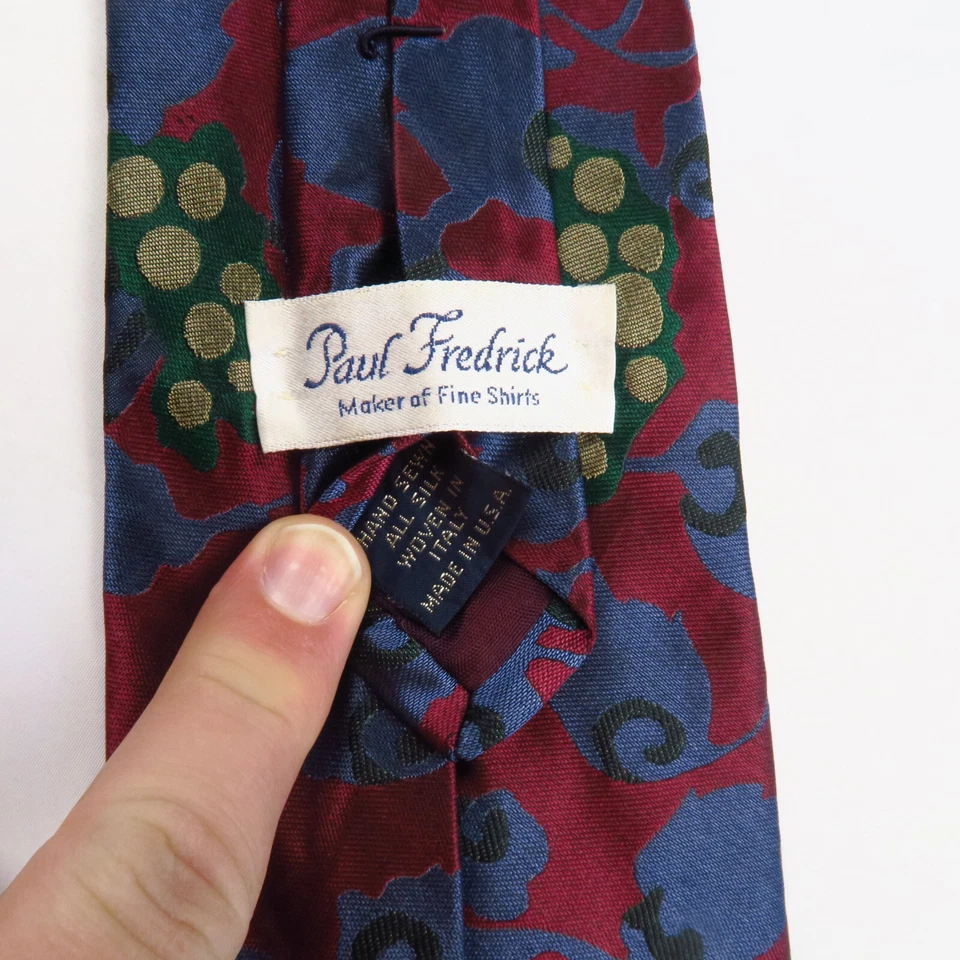 Paul Fredrick
Maker of Fine Shirts
HAND SEWN
ALL SILK
WOVEN IN
ITALY
MADE IN U.S.A.